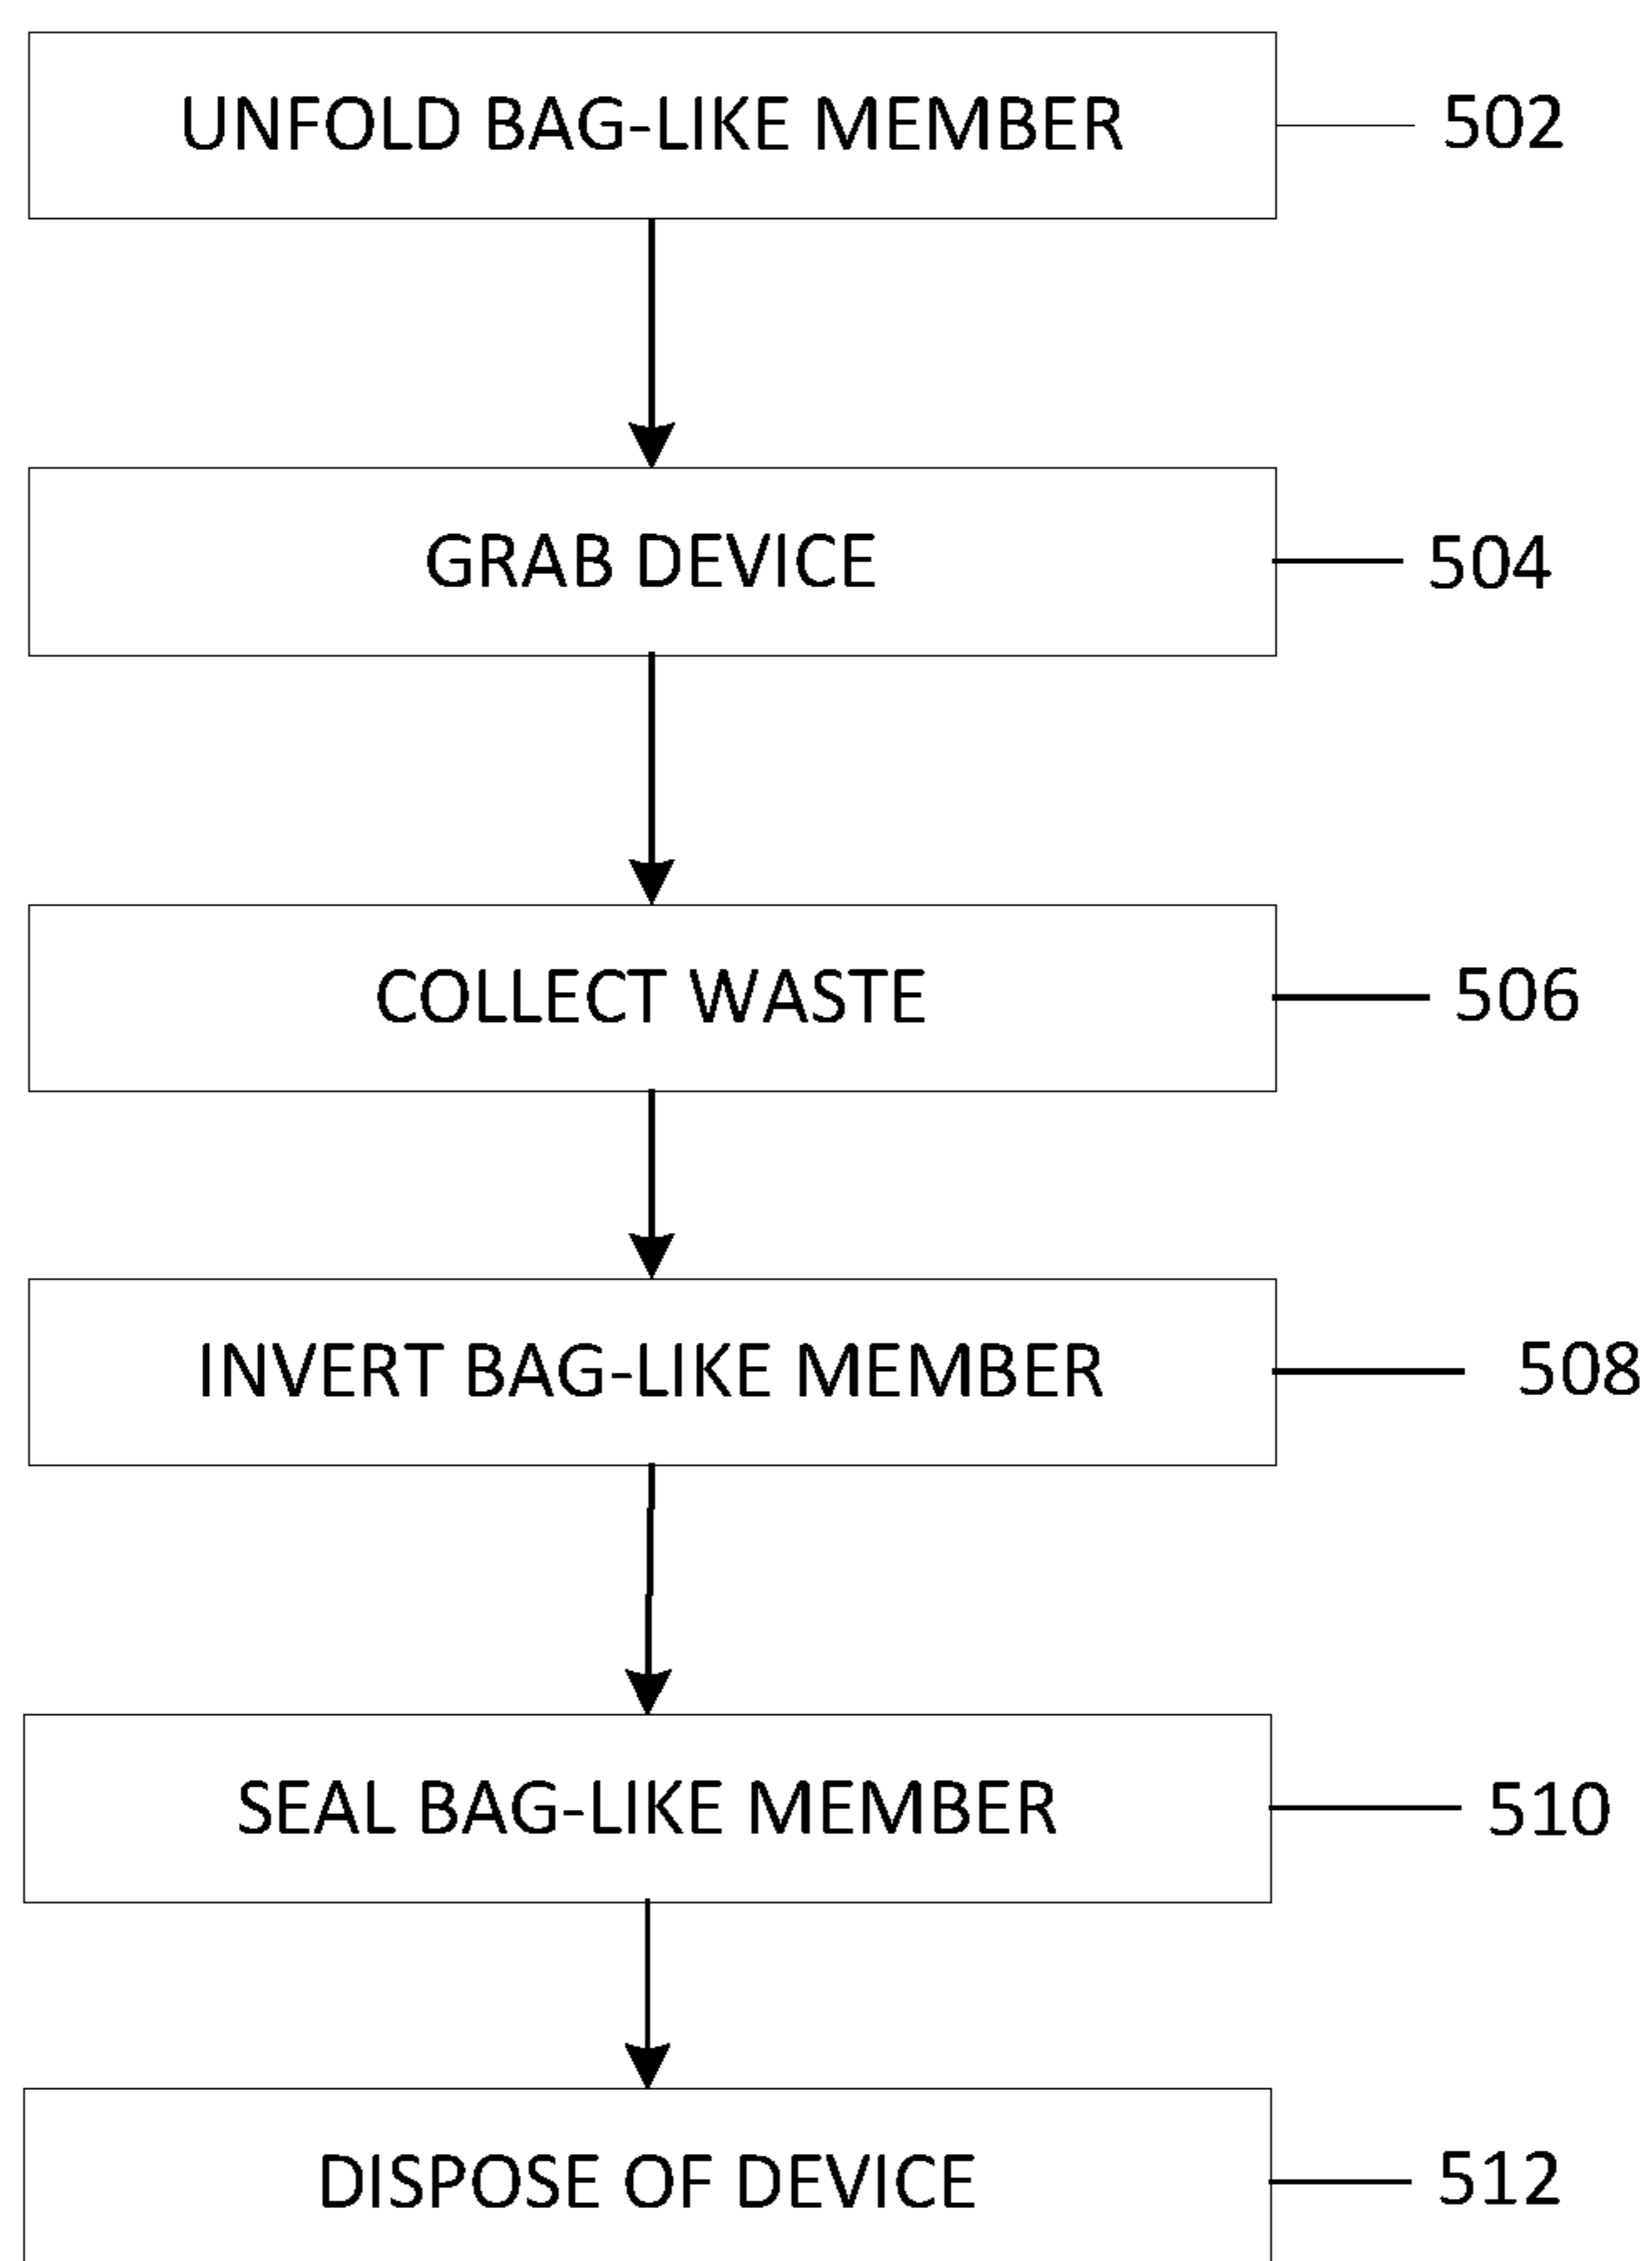 UNFOLD BAG-LIKE MEMBER 502
GRAB DEVICE 504
COLLECT WASTE 506
INVERT BAG-LIKE MEMBER 508
SEAL BAG-LIKE MEMBER 510
DISPOSE OF DEVICE 512